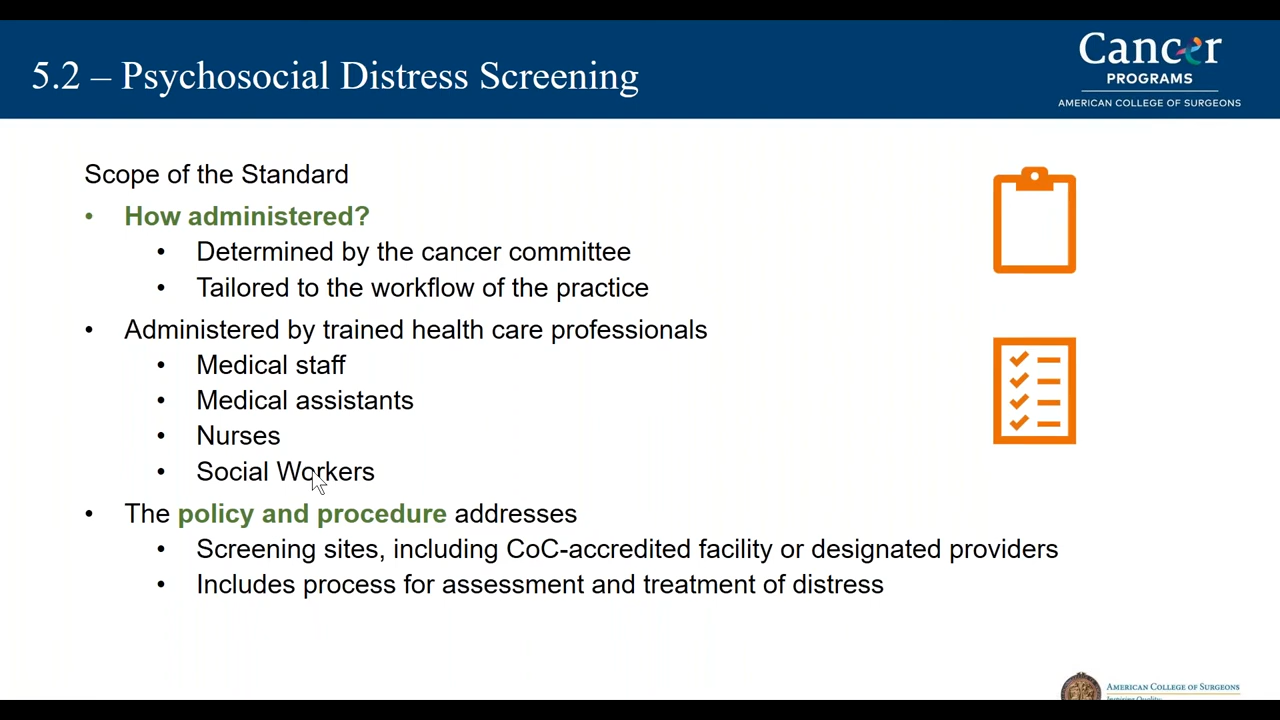 5.2 – Psychosocial Distress Screening
Cancer
PROGRAMS
AMERICAN COLLEGE OF SURGEONS
Scope of the Standard
• How administered?
• Determined by the cancer committee
• Tailored to the workflow of the practice
• Administered by trained health care professionals
• Medical staff
• Medical assistants
• Nurses
• Social Workers
• The policy and procedure addresses
• Screening sites, including CoC-accredited facility or designated providers
• Includes process for assessment and treatment of distress
AMERICAN COLLEGE OF SURGEONS